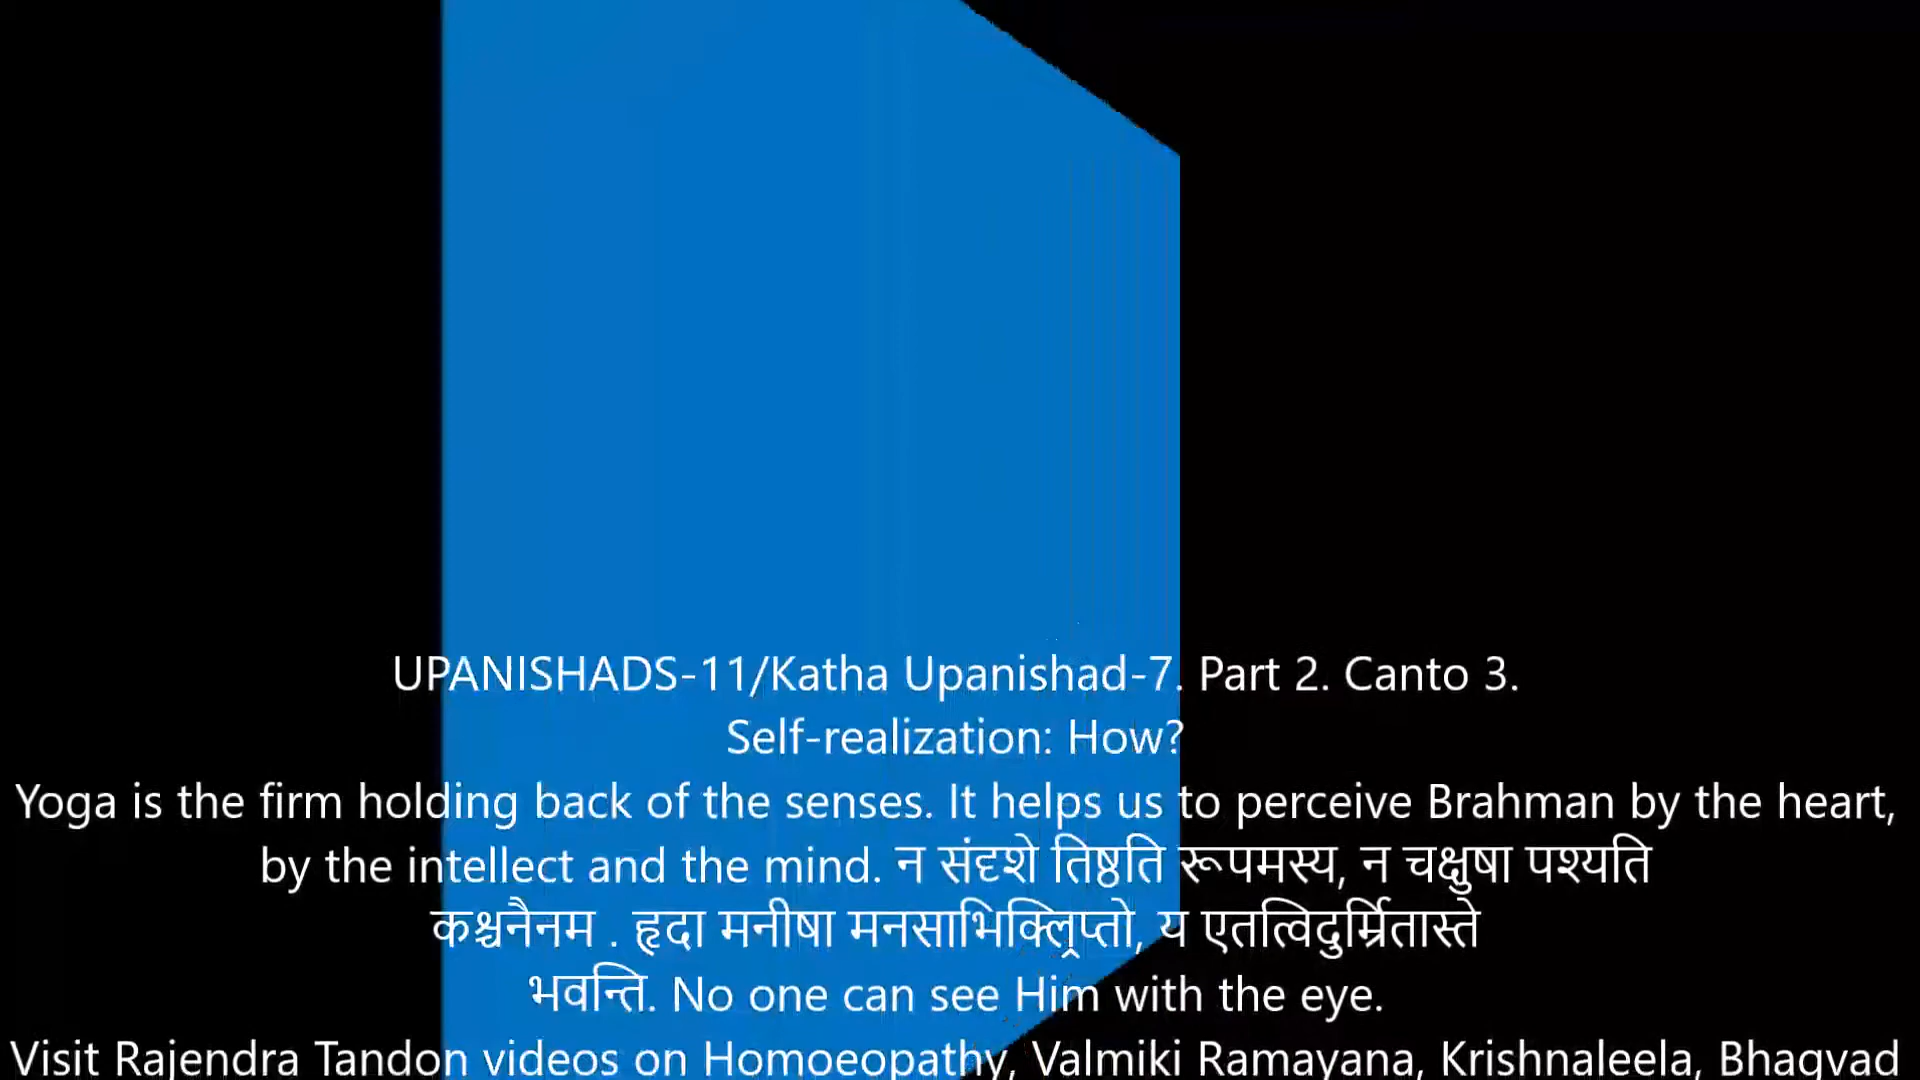 UPANISHADS-11/Katha Upanishad-7. Part 2. Canto 3.
Self-realization: How?
Yoga is the firm holding back of the senses. It helps us to perceive Brahman by the heart,
by the intellect and the mind. न संदृशे तिष्ठति रूपमस्य, न चक्षुषा पश्यति
कश्चनैनम . हृदा मनीषा मनसाभिक्ल्रिप्तो, य एतत्विदुर्म्रितास्ते
भवन्ति. No one can see Him with the eye.
Visit Rajendra Tandon videos on Homoeopathy, Valmiki Ramayana, Krishnaleela, Bhagvad